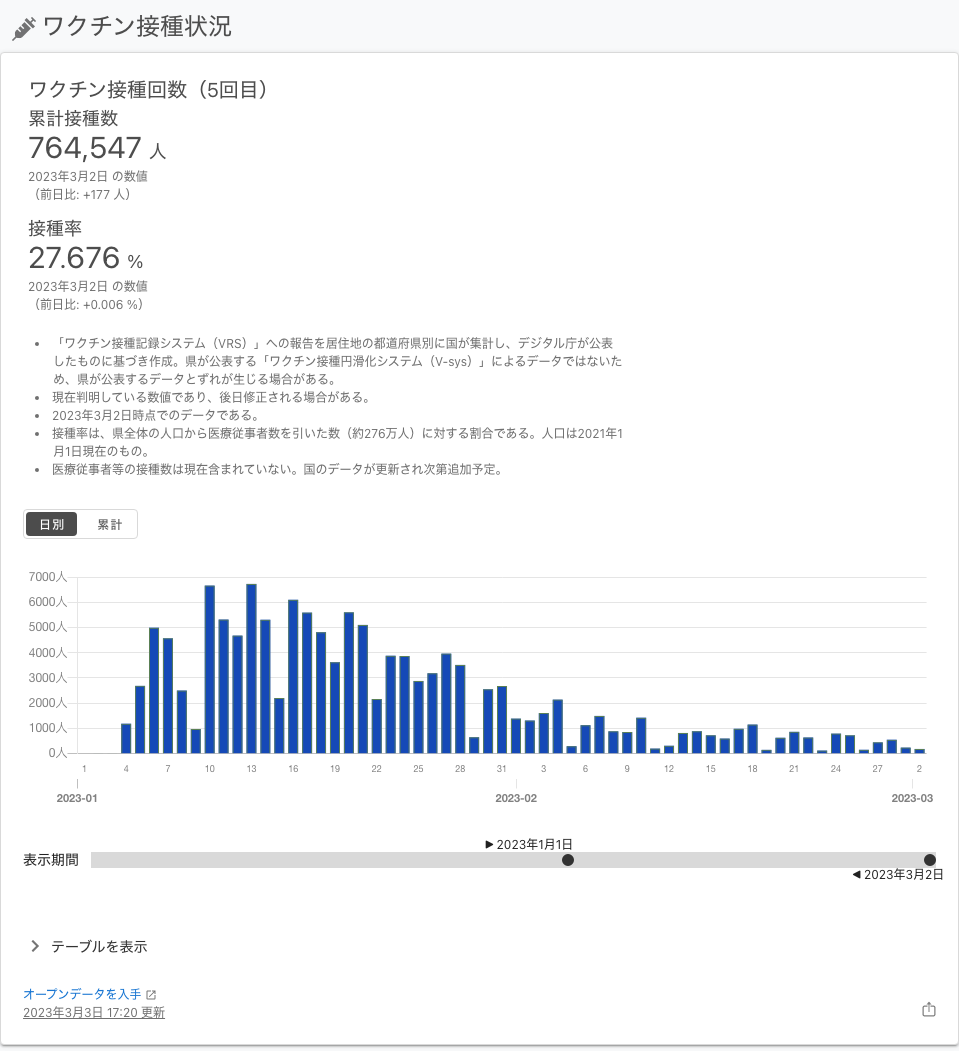 ワクチン接種状況
ワクチン接種回数（5回目）
累計接種数
764,547 人
2023年3月2日 の数値
（前日比: +177 人）
接種率
27.676 %
2023年3月2日 の数値
（前日比: +0.006 %）
• 「ワクチン接種記録システム（VRS）」への報告を居住地の都道府県別に国が集計し、デジタル庁が公表
したものに基づき作成。県が公表する「ワクチン接種円滑化システム（V-sys）」によるデータではないた
め、県が公表するデータとずれが生じる場合がある。
• 現在判明している数値であり、後日修正される場合がある。
• 2023年3月2日時点でのデータである。
• 接種率は、県全体の人口から医療従事者数を引いた数（約276万人）に対する割合である。人口は2021年1
月1日現在のもの。
• 医療従事者等の接種数は現在含まれていない。国のデータが更新され次第追加予定。
日別 累計
7000人
6000人
5000人
4000人
3000人
2000人
1000人
0人
1 4 7 10 13 16 19 22 25 28 31 3 6 9 12 15 18 21 24 27 2
2023-01 2023-02 2023-03
2023年1月1日
表示期間
2023年3月2日
テーブルを表示
オープンデータを入手
2023年3月3日 17:20 更新